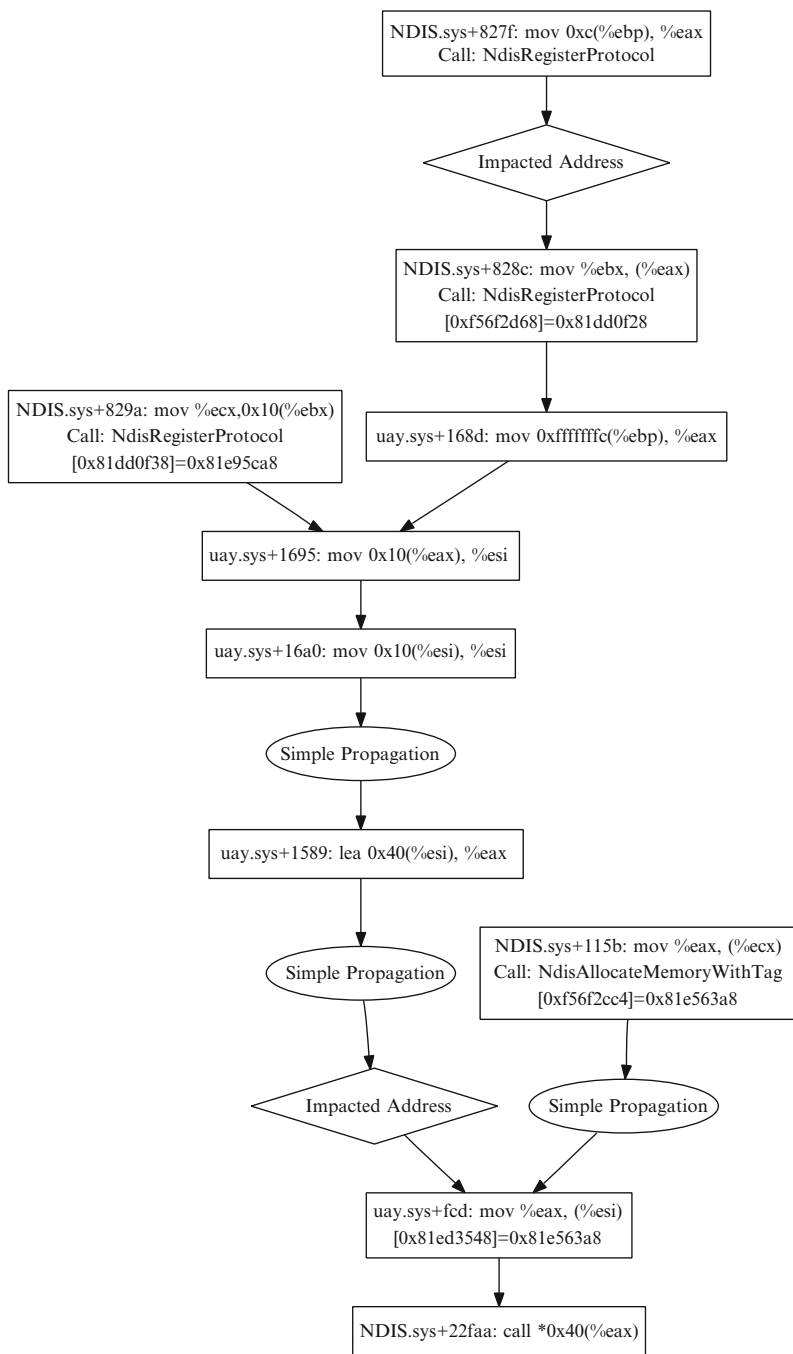 NDIS.sys+827f: mov 0xc(%ebp), %eax
Call: NdisRegisterProtocol
Impacted Address
NDIS.sys+828c: mov %ebx, (%eax)
Call: NdisRegisterProtocol
[0xf56f2d68]=0x81dd0f28
NDIS.sys+829a: mov %ecx,0x10(%ebx)
Call: NdisRegisterProtocol
[0x81dd0f38]=0x81e95ca8
uay.sys+168d: mov 0xfffffffc(%ebp), %eax
uay.sys+1695: mov 0x10(%eax), %esi
uay.sys+16a0: mov 0x10(%esi), %esi
Simple Propagation
uay.sys+1589: lea 0x40(%esi), %eax
Simple Propagation
NDIS.sys+115b: mov %eax, (%ecx)
Call: NdisAllocateMemoryWithTag
[0xf56f2cc4]=0x81e563a8
Impacted Address
Simple Propagation
uay.sys+fcd: mov %eax, (%esi)
[0x81ed3548]=0x81e563a8
NDIS.sys+22faa: call *0x40(%eax)